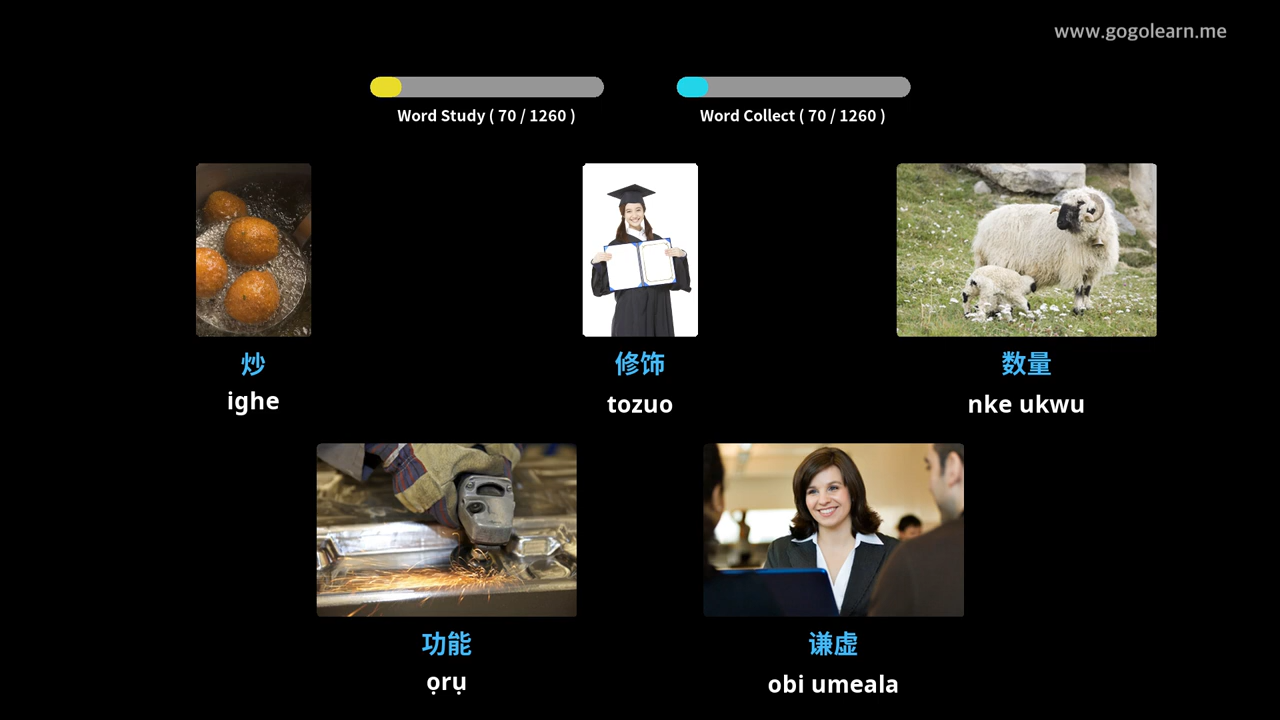 www.gogolearn.me
Word Study ( 70 / 1260 )
Word Collect ( 70 / 1260 )
炒
ighe
修饰
tozuo
数量
nke ukwu
功能
ọrụ
谦虚
obi umeala